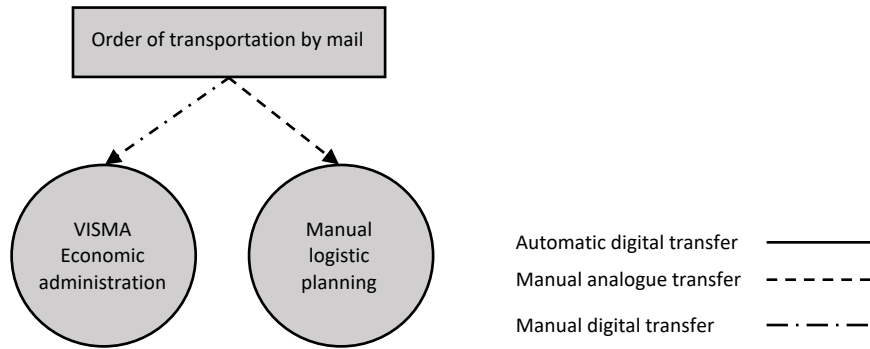 Order of transportation by mail
VISMA
Economic
administration
Manual
logistic
planning
Automatic digital transfer
Manual analogue transfer
Manual digital transfer